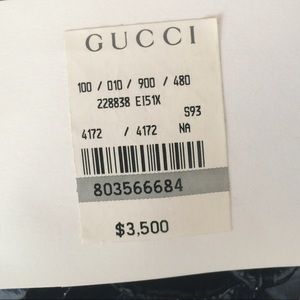 GUCCI
100 / 010 / 900 / 480
228838 EI51X
S93
4172 / 4172 NA
803566684
$3,500